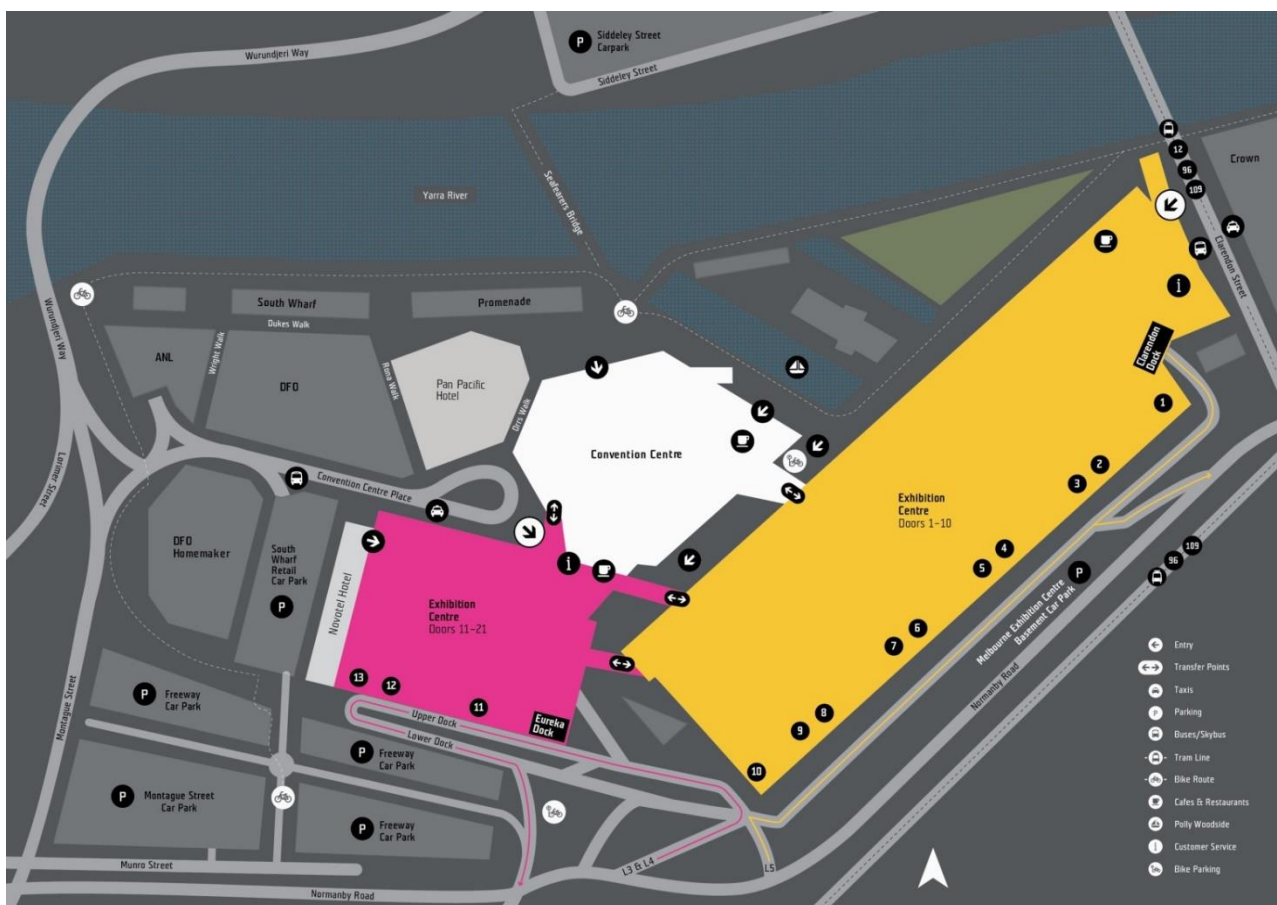 Wurundjeri Way
P
Siddeley Street
Carpark
Siddeley Street
Seafarers Bridge
Yarra River
12
96
109
Crown
Clarendon Street
i
Clarendon
Dock
1
Wurundjeri Way
South Wharf
Promenade
Dukes Walk
ANL
Wright Walk
DFO
Rona Walk
Pan Pacific
Hotel
Orrs Walk
Convention Centre
Lorimer Street
Convention Centre Place
Exhibition
Centre
Doors 1-10
2
3
4
5
6
7
8
9
10
DFO
Homemaker
South
Wharf
Retail
Car Park
P
Novotel Hotel
i
Exhibition
Centre
Doors 11-21
13
12
11
Eureka
Dock
Upper Dock
Lower Dock
Melbourne Exhibition Centre
Basement Car Park
P
Normanby Road
96
109
Montague Street
P
Freeway
Car Park
P
Freeway
Car Park
P
Montague Street
Car Park
P
Freeway
Car Park
Munro Street
Normanby Road
L3 & L4
L5
Entry
Transfer Points
Taxis
P
Parking
Buses/Skybus
Tram Line
Bike Route
Cafes & Restaurants
Polly Woodside
i
Customer Service
Bike Parking